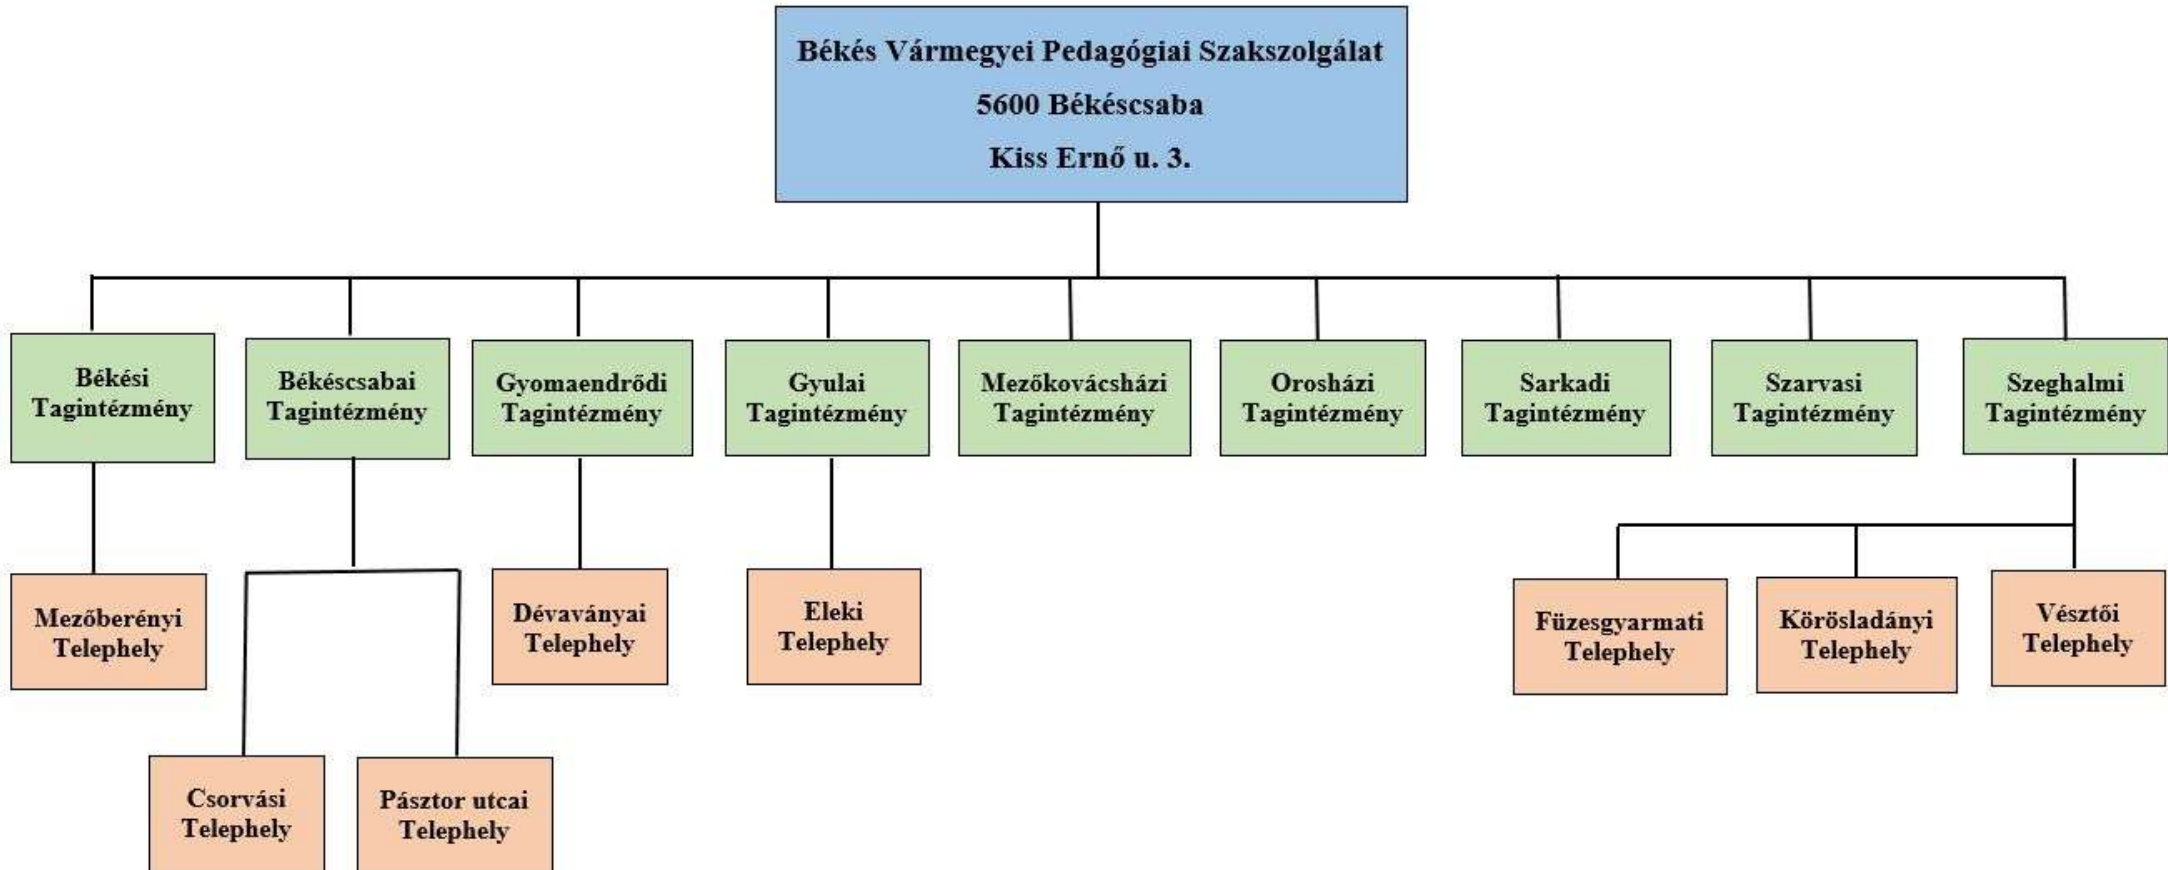 Békés Vármegyei Pedagógiai Szakszolgálat
5600 Békéscsaba
Kiss Ernő u. 3.
Békési
Tagintézmény
Békéscsabai
Tagintézmény
Gyomaendrődi
Tagintézmény
Gyulai
Tagintézmény
Mezőkovácsházi
Tagintézmény
Orosházi
Tagintézmény
Sarkadi
Tagintézmény
Szarvasi
Tagintézmény
Szeghalmi
Tagintézmény
Mezőberényi
Telephely
Dévaványai
Telephely
Eleki
Telephely
Füzesgyarmati
Telephely
Körösladányi
Telephely
Vésztői
Telephely
Csorvási
Telephely
Pásztor utcai
Telephely